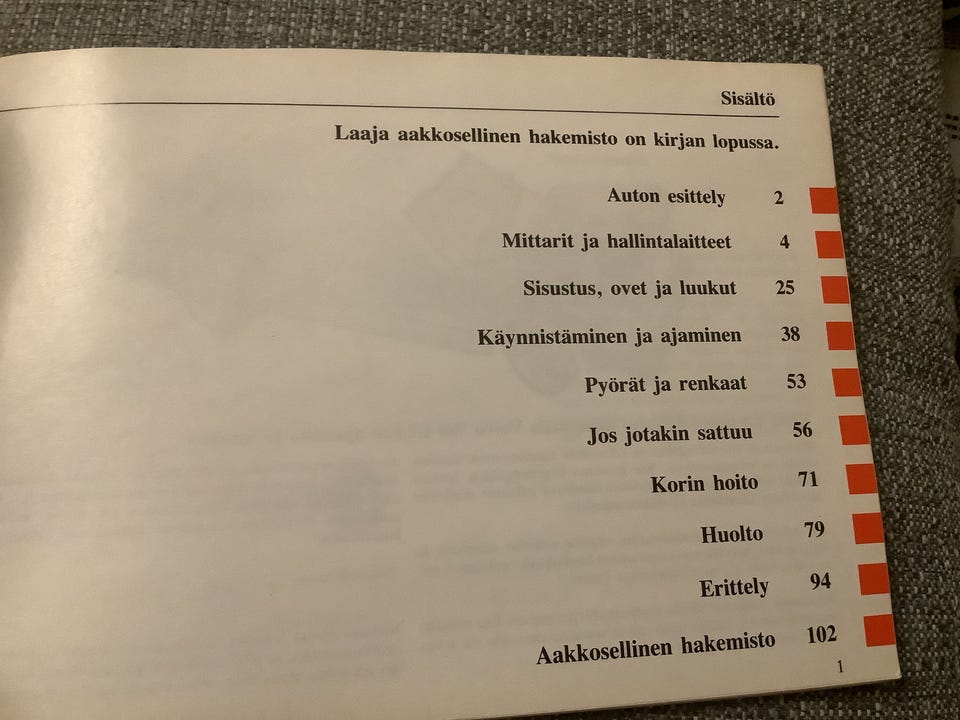 Sisältö
Laaja aakkosellinen hakemisto on kirjan lopussa.
Auton esittely 2
Mittarit ja hallintalaitteet 4
Sisustus, ovet ja luukut 25
Käynnistäminen ja ajaminen 38
Pyörät ja renkaat 53
Jos jotakin sattuu 56
Korin hoito 71
Huolto 79
Erittely 94
Aakkosellinen hakemisto 102
1